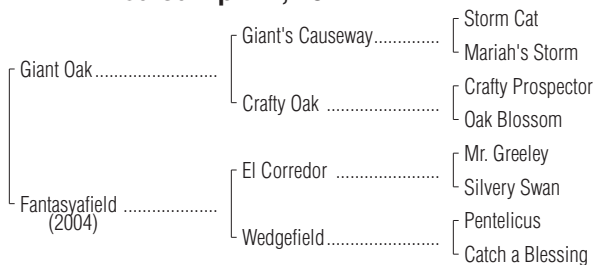 Storm Cat
Giant's Causeway
Mariah's Storm
Giant Oak
Crafty Prospector
Crafty Oak
Oak Blossom
Mr. Greeley
El Corredor
Silvery Swan
Fantasyafield
(2004)
Pentelicus
Wedgefield
Catch a Blessing